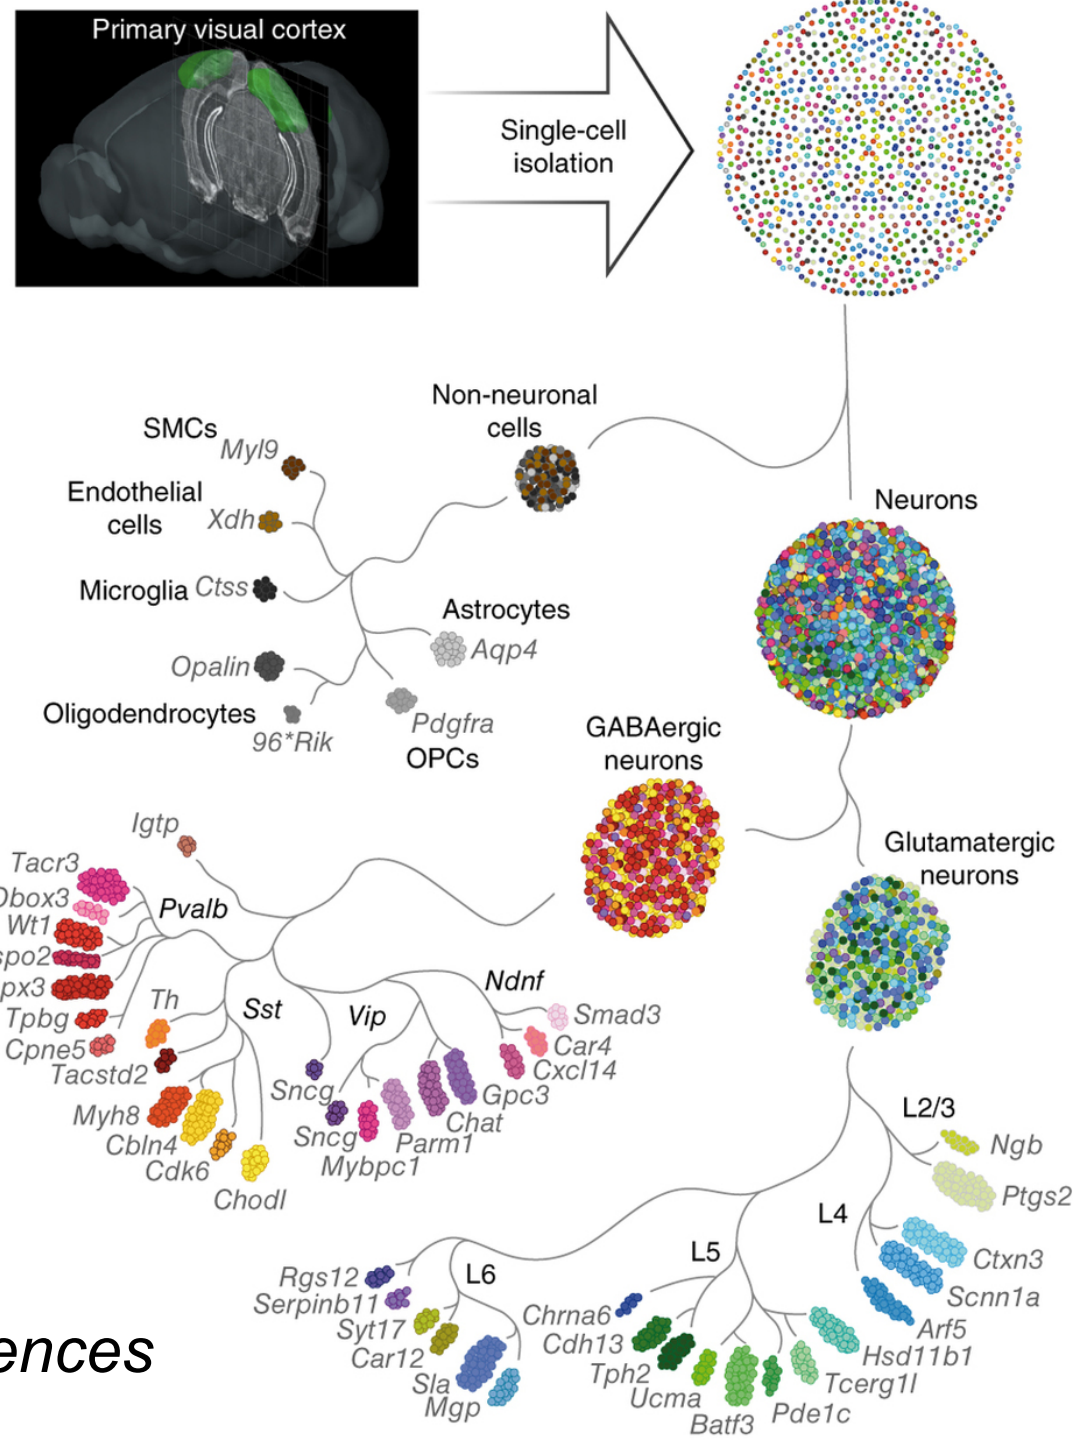 Primary visual cortex
Single-cell
isolation
Non-neuronal
cells
SMCs
Myl9
Endothelial
cells
Xdh
Neurons
Microglia
Ctss
Astrocytes
Aqp4
Opalin
Oligodendrocytes
96*Rik
Pdgfra
OPCs
GABAergic
neurons
Glutamatergic
neurons
Igtp
Tacr3
box3
Wt1
spo2
px3
Tpbg
Cpne5
Pvalb
Th
Tacstd2
Sst
Myh8
Cbln4
Cdk6
Chodl
Vip
Sncg
Sncg
Mybpc1
Parm1
Chat
Gpc3
Ndnf
Smad3
Car4
Cxcl14
L2/3
Ngb
Ptgs2
L4
Ctxn3
Scnn1a
Arf5
L5
Chrna6
Cdh13
Tph2
Ucma
Batf3
Pde1c
Tcerg1l
Hsd11b1
L6
Rgs12
Serpinb11
Syt17
Car12
Sla
Mgp
ences